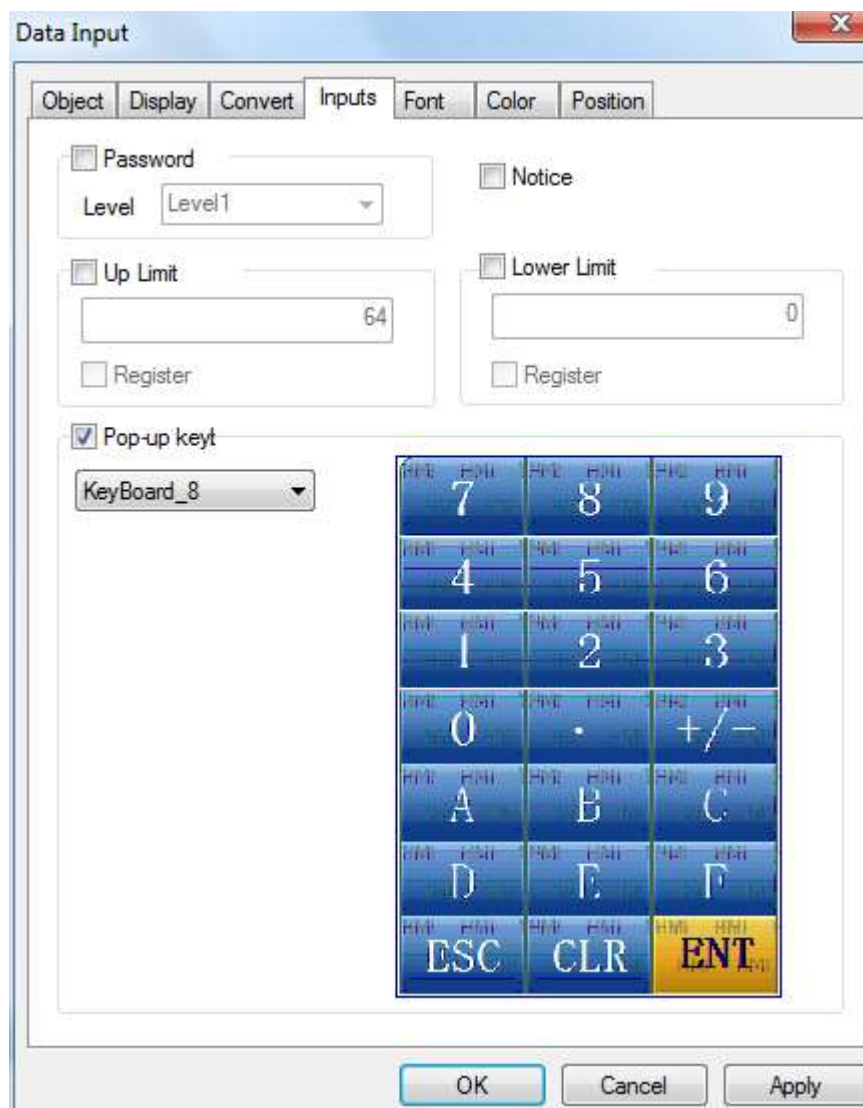 Data Input
Object Display Convert Inputs Font Color Position
Password
Notice
Level Level1
Up Limit
Lower Limit
64
0
Register
Register
Pop-up keyt
KeyBoard_8
7 8 9
4 5 6
1 2 3
0 . +/-
A B C
D E F
ESC CLR ENT
OK Cancel Apply